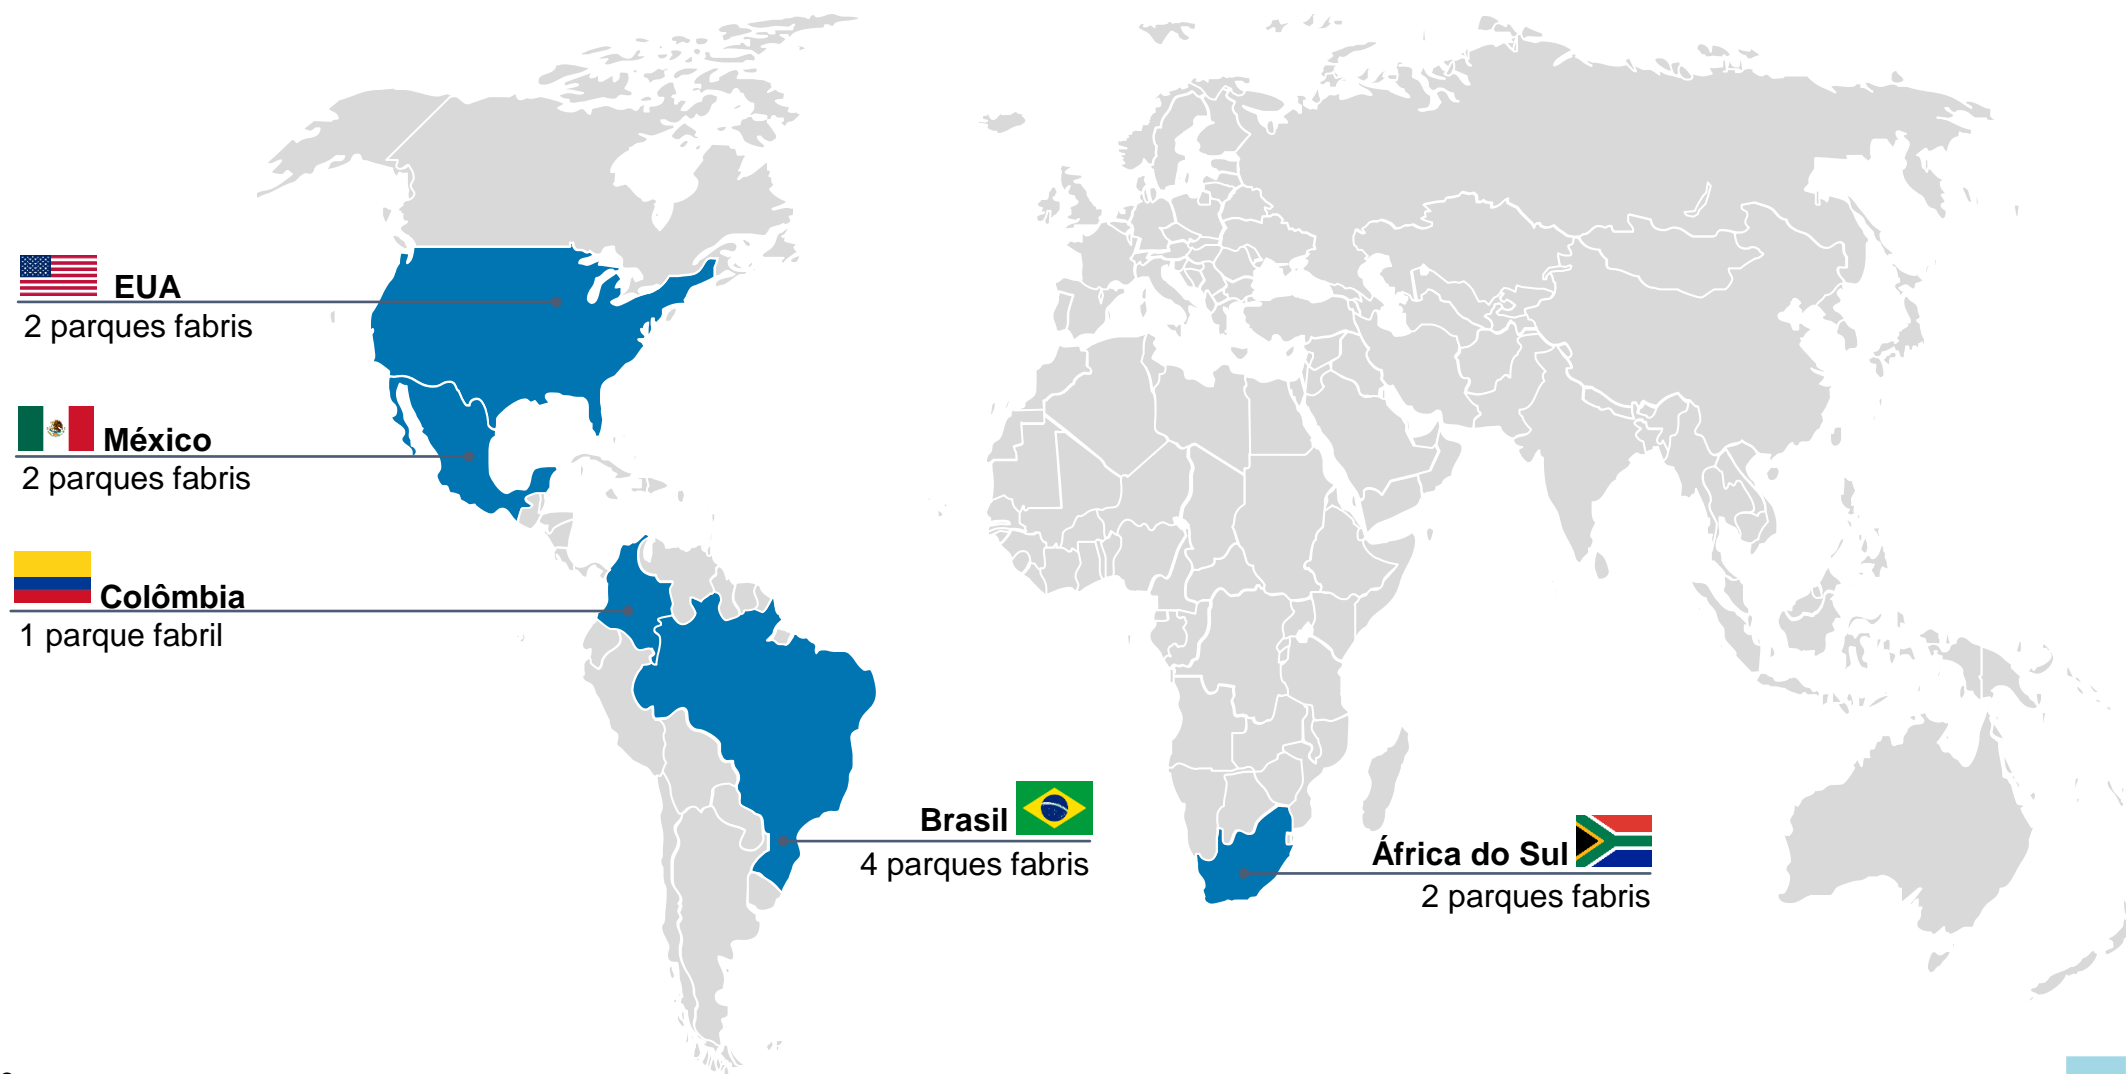 EUA
2 parques fabris
México
2 parques fabris
Colômbia
1 parque fabril
Brasil
4 parques fabris
África do Sul
2 parques fabris